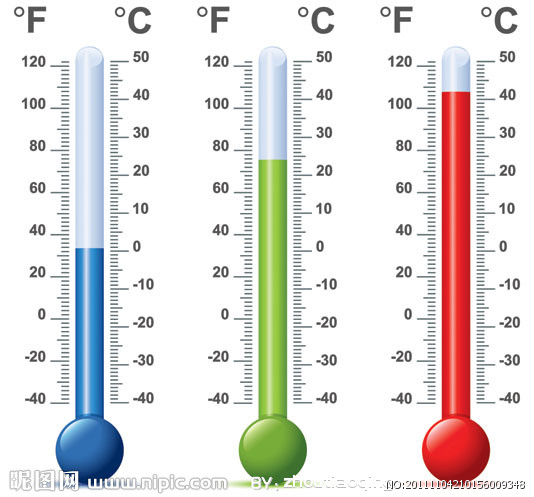 °F °C °F °C °F °C
120 50 120 50 120 50
100 40 100 40 100 40
80 30 80 30 80 30
60 20 60 20 60 20
40 10 40 10 40 10
0 0 0
20 -10 20 -10 20 -10
0 -20 0 -20 0 -20
-20 -30 -20 -30 -20 -30
-40 -40 -40 -40 -40 -40
昵图网 www.nipic.com BY: NO:20111104210156009348